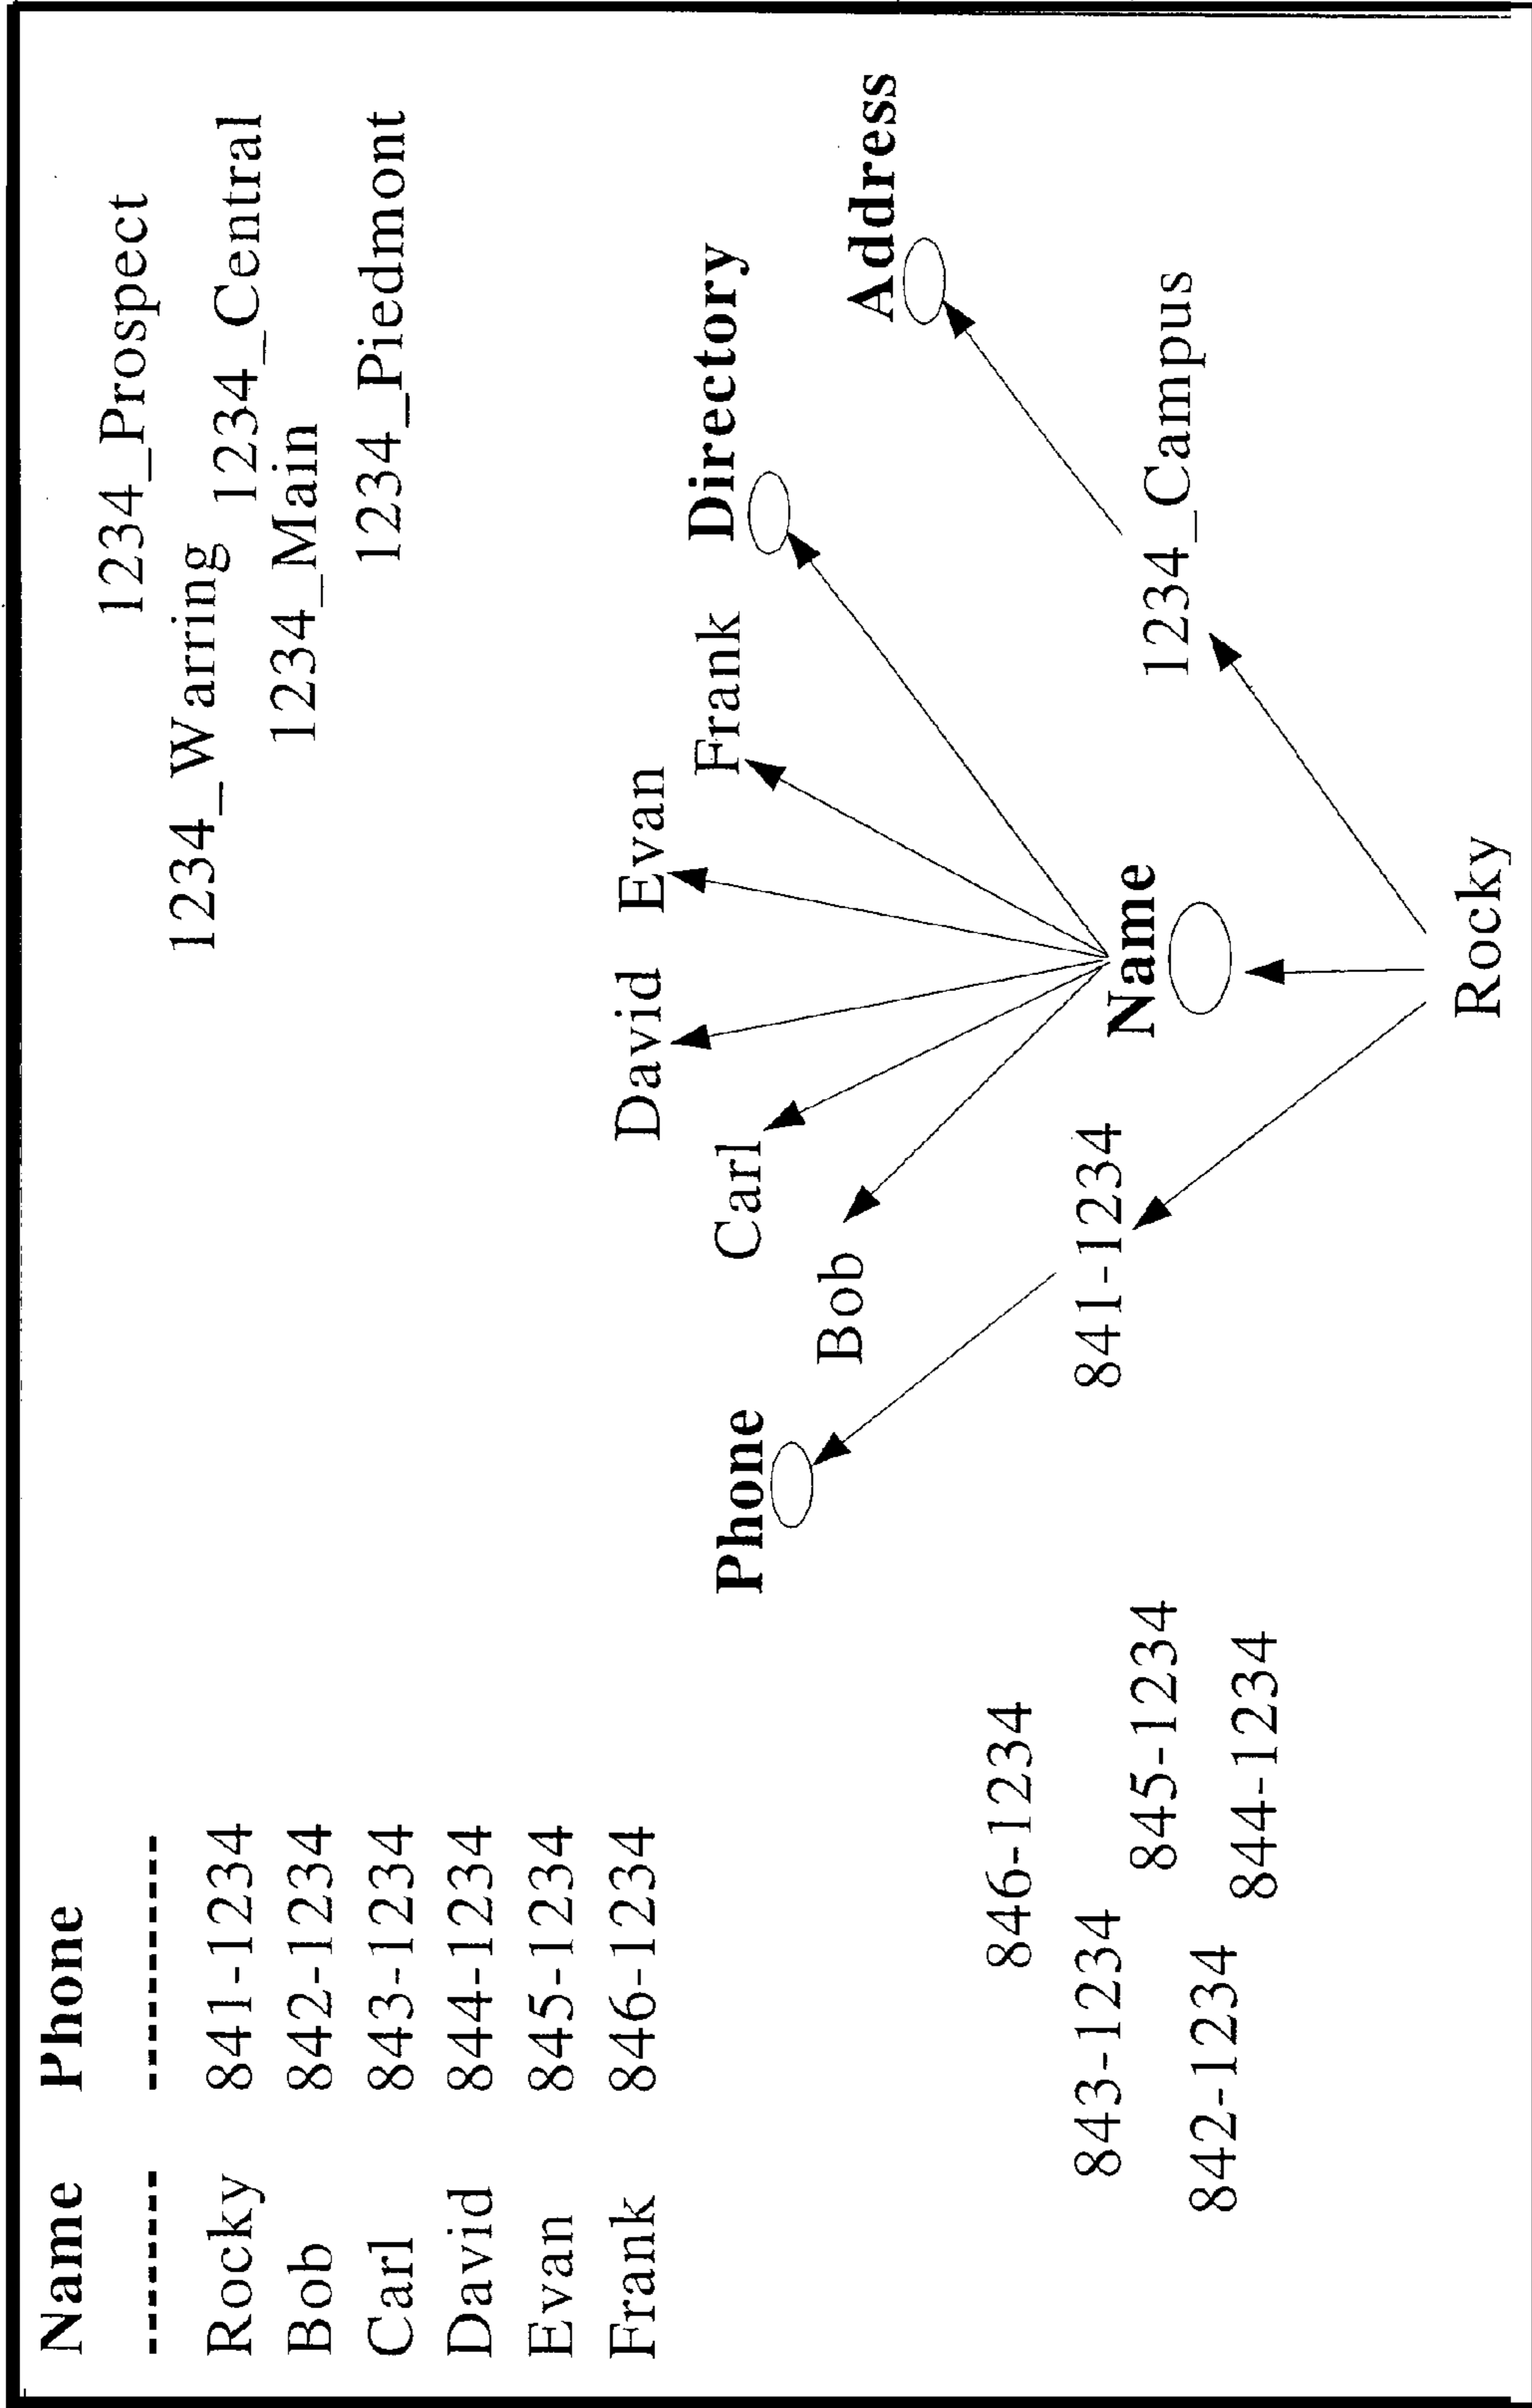 Name Phone
------- ----------
Rocky 841-1234
Bob 842-1234
Carl 843-1234
David 844-1234
Evan 845-1234
Frank 846-1234
1234_Prospect
1234_Warring 1234_Central
1234_Main
1234_Piedmont
David Evan
Carl Frank Directory
Phone
Bob Address
846-1234
843-1234 845-1234 841-1234 Name 1234_Campus
842-1234 844-1234
Rocky